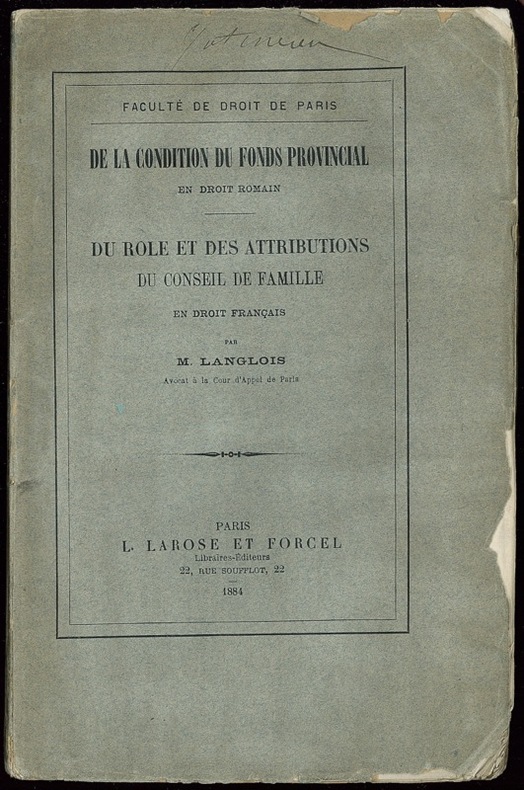 FACULTÉ DE DROIT DE PARIS
DE LA CONDITION DU FONDS PROVINCIAL
EN DROIT ROMAIN
DU ROLE ET DES ATTRIBUTIONS
DU CONSEIL DE FAMILLE
EN DROIT FRANÇAIS
PAR
M. LANGLOIS
Avocat à la Cour d'Appel de Paris
PARIS
L. LAROSE ET FORCEL
Libraires-Éditeurs
22, RUE SOUFFLOT, 22
1884